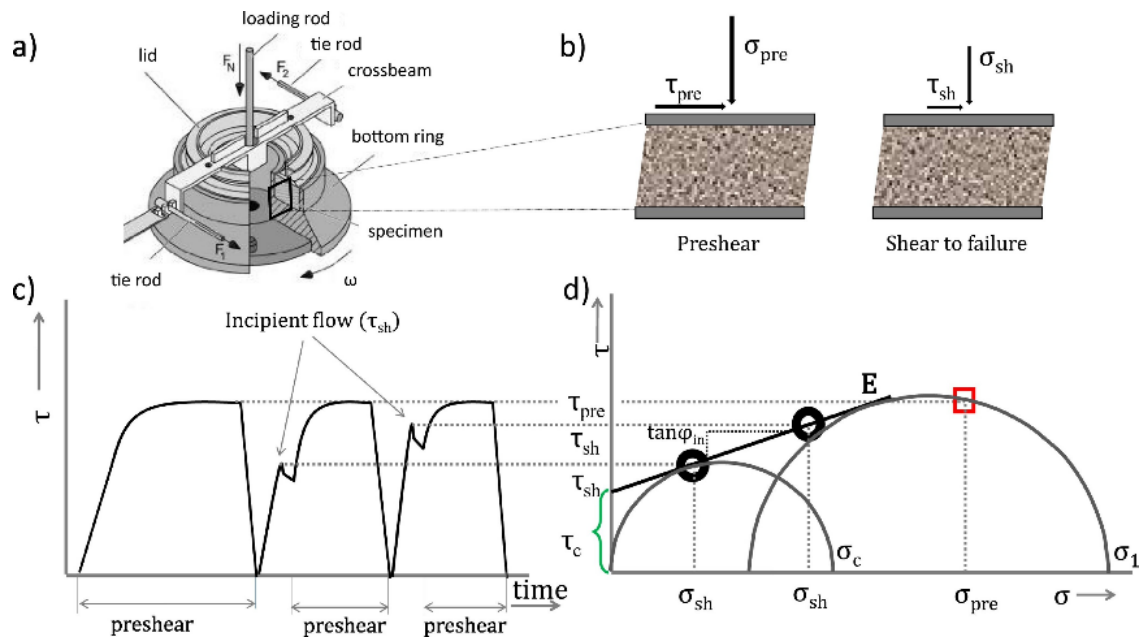 a)
loading rod
tie rod
crossbeam
lid
F_N
F_2
bottom ring
specimen
F_1
tie rod
ω
b)
σ_pre
τ_pre
σ_sh
τ_sh
Preshear
Shear to failure
c)
τ
Incipient flow (τ_sh)
time
preshear
preshear
preshear
d)
τ
E
τ_pre
τ_sh
τ_sh
τ_c
tanφ_in
σ_c
σ_1
σ_sh
σ_sh
σ_pre
σ